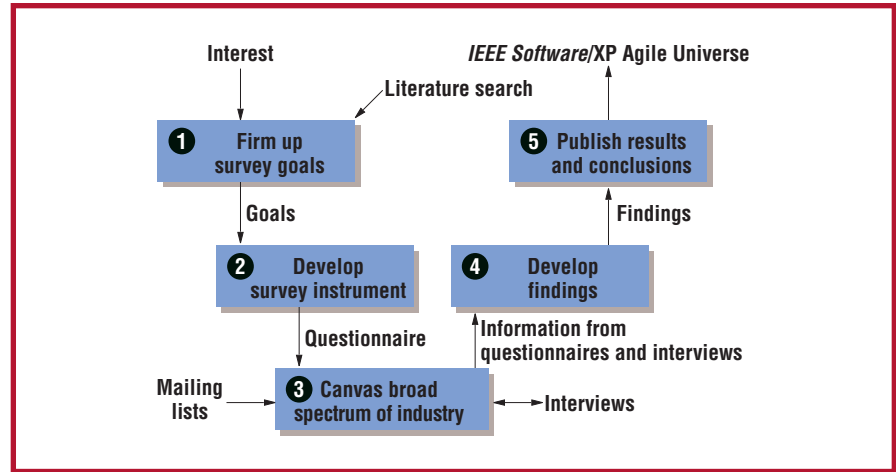 Interest
Literature search
1 Firm up
survey goals
Goals
2 Develop
survey instrument
Questionnaire
Mailing
lists
3 Canvas broad
spectrum of industry
Interviews
Information from
questionnaires and interviews
4 Develop
findings
Findings
5 Publish results
and conclusions
IEEE Software/XP Agile Universe